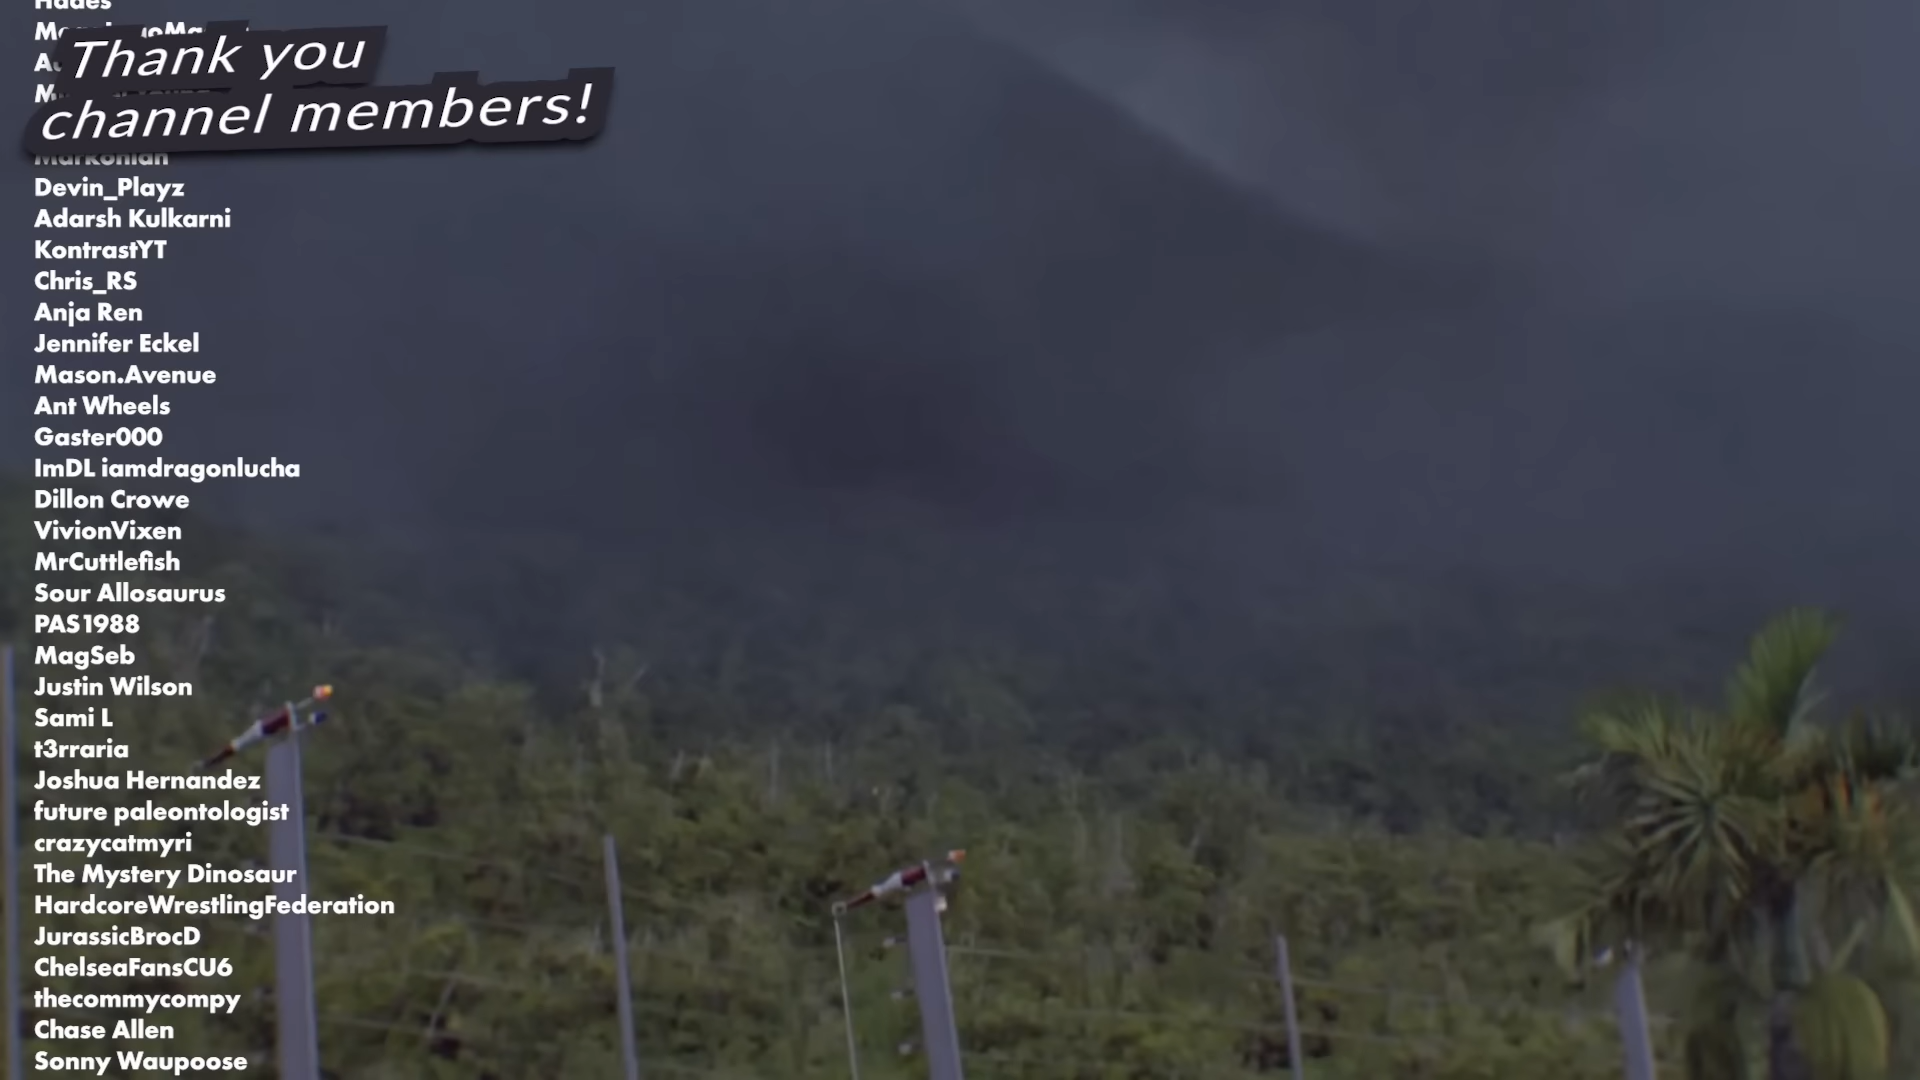 Hades
Thank you
channel members!
Markonian
Devin_Playz
Adarsh Kulkarni
KontrastYT
Chris_RS
Anja Ren
Jennifer Eckel
Mason.Avenue
Ant Wheels
Gaster000
ImDL iamdragonlucha
Dillon Crowe
VivionVixen
MrCuttlefish
Sour Allosaurus
PAS1988
MagSeb
Justin Wilson
Sami L
t3rraria
Joshua Hernandez
future paleontologist
crazycatmyri
The Mystery Dinosaur
HardcoreWrestlingFederation
JurassicBrocD
ChelseaFansCU6
thecommycompy
Chase Allen
Sonny Waupoose